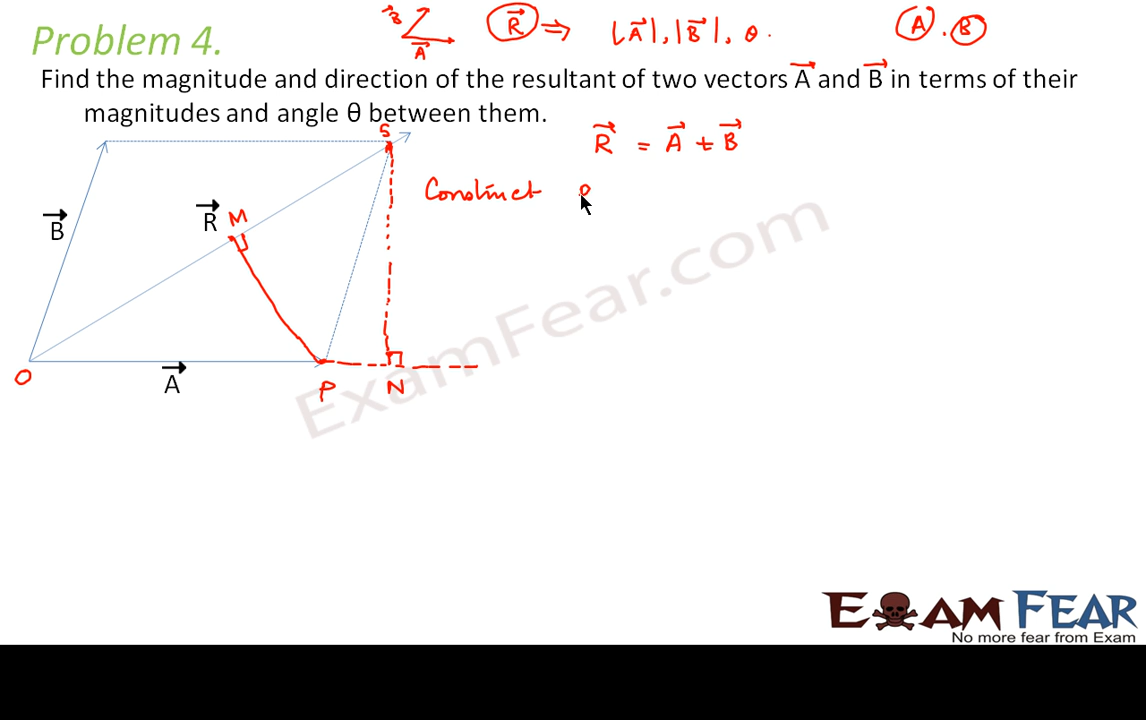 Problem 4.
B⃗ A⃗ R⃗ ⇒ |A⃗|, |B⃗|, θ. A . B
Find the magnitude and direction of the resultant of two vectors A⃗ and B⃗ in terms of their
magnitudes and angle θ between them.
R⃗ = A⃗ + B⃗
S
Construct
B⃗
R⃗
M
O
A⃗
P
N
ExamFear.com
EXAM FEAR
No more fear from Exam